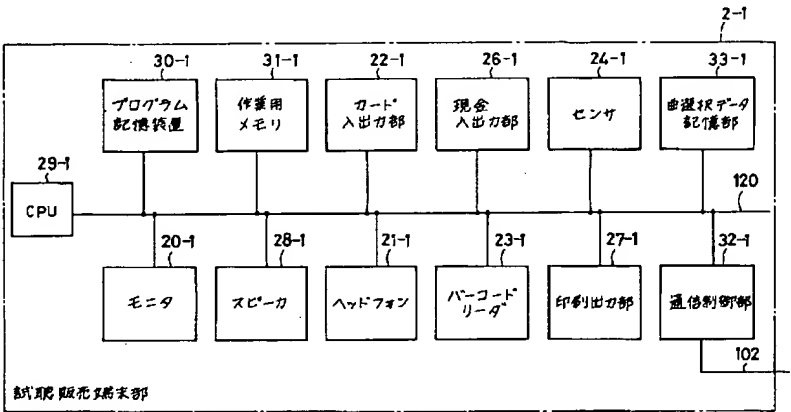 2-1
30-1
31-1
22-1
26-1
24-1
33-1
プログラム
記憶装置
作業用
メモリ
カード
入出力部
現金
入出力部
センサ
曲選択データ
記憶部
29-1
CPU
120
20-1
28-1
21-1
23-1
27-1
32-1
モニタ
スピーカ
ヘッドフォン
バーコード
リーダ
印刷出力部
通信制御部
102
試聴販売端末部